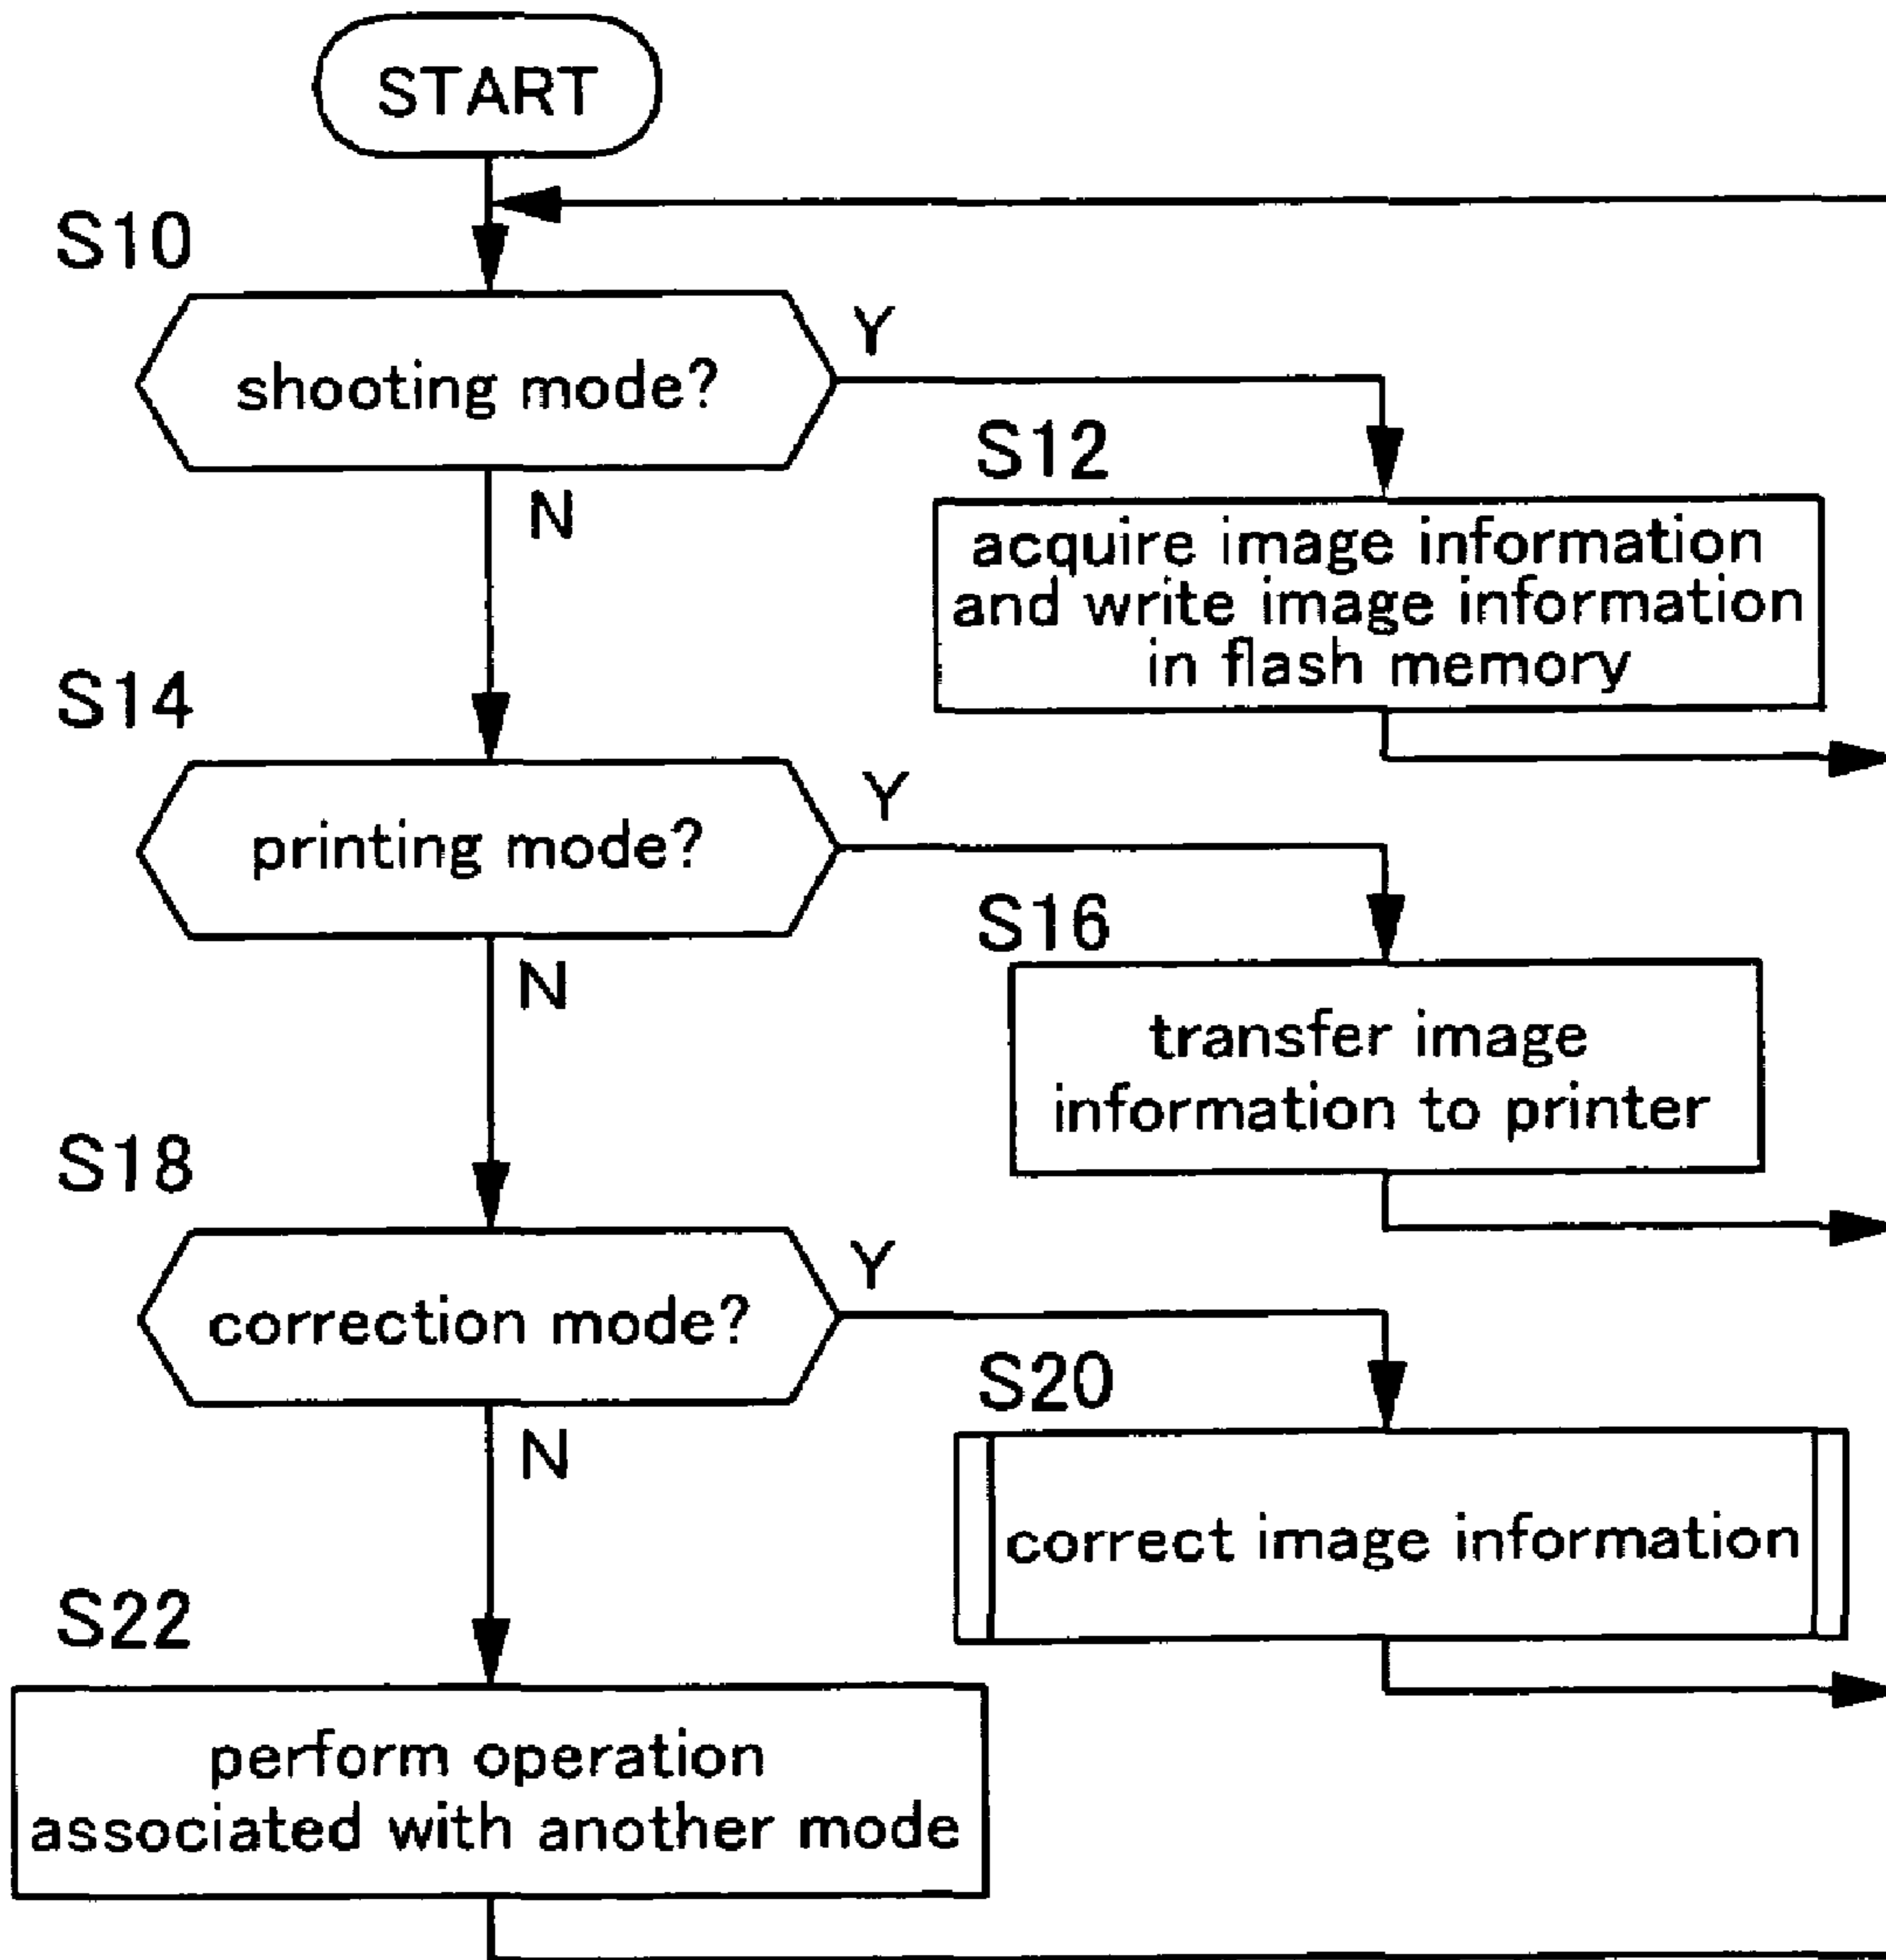 START
S10
shooting mode?
Y
N
S12
acquire image information
and write image information
in flash memory
S14
printing mode?
Y
N
S16
transfer image
information to printer
S18
correction mode?
Y
N
S20
correct image information
S22
perform operation
associated with another mode